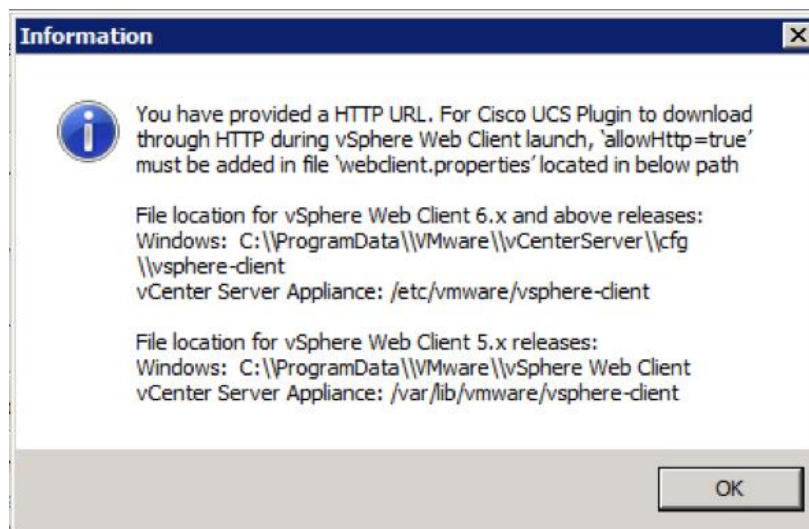 Information
You have provided a HTTP URL. For Cisco UCS Plugin to download
through HTTP during vSphere Web Client launch, ‘allowHttp=true’
must be added in file ‘webclient.properties’ located in below path
File location for vSphere Web Client 6.x and above releases:
Windows: C:\\ProgramData\\VMware\\vCenterServer\\cfg
\\vsphere-client
vCenter Server Appliance: /etc/vmware/vsphere-client
File location for vSphere Web Client 5.x releases:
Windows: C:\\ProgramData\\VMware\\vSphere Web Client
vCenter Server Appliance: /var/lib/vmware/vsphere-client
OK